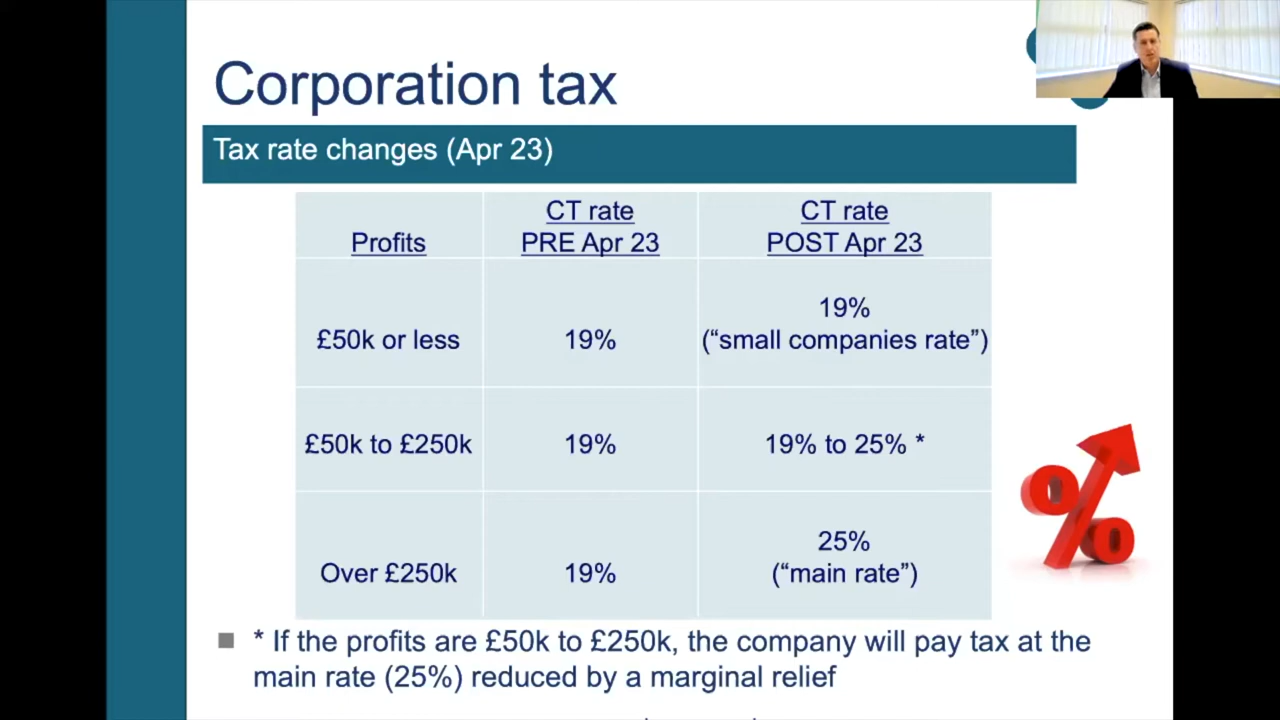 Corporation tax
Tax rate changes (Apr 23)
Profits
CT rate
PRE Apr 23
CT rate
POST Apr 23
£50k or less
19%
19%
(“small companies rate”)
£50k to £250k
19%
19% to 25% *
Over £250k
19%
25%
(“main rate”)
* If the profits are £50k to £250k, the company will pay tax at the
main rate (25%) reduced by a marginal relief
%